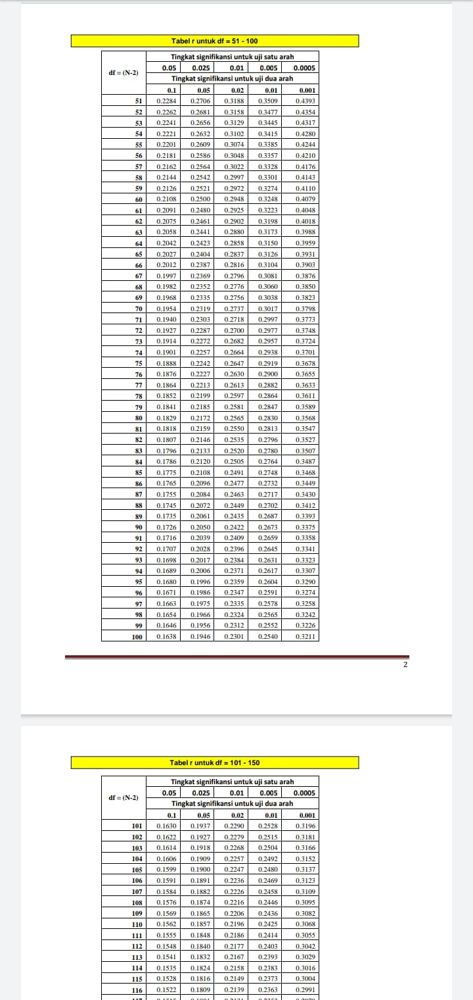 Tabel r untuk df = 51 - 100
Tingkat signifikansi untuk uji satu arah
df = (N-2)
0.05 0.025 0.01 0.005 0.0005
Tingkat signifikansi untuk uji dua arah
0.1 0.05 0.02 0.01 0.001
51 0.2284 0.2706 0.3188 0.3509 0.4393
52 0.2262 0.2681 0.3158 0.3477 0.4354
53 0.2241 0.2656 0.3129 0.3445 0.4317
54 0.2221 0.2632 0.3102 0.3415 0.4280
55 0.2201 0.2609 0.3074 0.3385 0.4244
56 0.2181 0.2586 0.3048 0.3357 0.4210
57 0.2162 0.2564 0.3022 0.3328 0.4176
58 0.2144 0.2542 0.2997 0.3301 0.4143
59 0.2126 0.2521 0.2972 0.3274 0.4110
60 0.2108 0.2500 0.2948 0.3248 0.4079
61 0.2091 0.2480 0.2925 0.3223 0.4048
62 0.2075 0.2461 0.2902 0.3198 0.4018
63 0.2058 0.2441 0.2880 0.3173 0.3988
64 0.2042 0.2423 0.2858 0.3150 0.3959
65 0.2027 0.2404 0.2837 0.3126 0.3931
66 0.2012 0.2387 0.2816 0.3104 0.3903
67 0.1997 0.2369 0.2796 0.3081 0.3876
68 0.1982 0.2352 0.2776 0.3060 0.3850
69 0.1968 0.2335 0.2756 0.3038 0.3823
70 0.1954 0.2319 0.2737 0.3017 0.3798
71 0.1940 0.2303 0.2718 0.2997 0.3773
72 0.1927 0.2287 0.2700 0.2977 0.3748
73 0.1914 0.2272 0.2682 0.2957 0.3724
74 0.1901 0.2257 0.2664 0.2938 0.3701
75 0.1888 0.2242 0.2647 0.2919 0.3678
76 0.1876 0.2227 0.2630 0.2900 0.3655
77 0.1864 0.2213 0.2613 0.2882 0.3633
78 0.1852 0.2199 0.2597 0.2864 0.3611
79 0.1841 0.2185 0.2581 0.2847 0.3589
80 0.1829 0.2172 0.2565 0.2830 0.3568
81 0.1818 0.2159 0.2550 0.2813 0.3547
82 0.1807 0.2146 0.2535 0.2796 0.3527
83 0.1796 0.2133 0.2520 0.2780 0.3507
84 0.1786 0.2120 0.2505 0.2764 0.3487
85 0.1775 0.2108 0.2491 0.2748 0.3468
86 0.1765 0.2096 0.2477 0.2732 0.3449
87 0.1755 0.2084 0.2463 0.2717 0.3430
88 0.1745 0.2072 0.2449 0.2702 0.3412
89 0.1735 0.2061 0.2435 0.2687 0.3393
90 0.1726 0.2050 0.2422 0.2673 0.3375
91 0.1716 0.2039 0.2409 0.2659 0.3358
92 0.1707 0.2028 0.2396 0.2645 0.3341
93 0.1698 0.2017 0.2384 0.2631 0.3323
94 0.1689 0.2006 0.2371 0.2617 0.3307
95 0.1680 0.1996 0.2359 0.2604 0.3290
96 0.1671 0.1986 0.2347 0.2591 0.3274
97 0.1663 0.1975 0.2335 0.2578 0.3258
98 0.1654 0.1966 0.2324 0.2565 0.3242
99 0.1646 0.1956 0.2312 0.2552 0.3226
100 0.1638 0.1946 0.2301 0.2540 0.3211
2
Tabel r untuk df = 101 - 150
Tingkat signifikansi untuk uji satu arah
df = (N-2)
0.05 0.025 0.01 0.005 0.0005
Tingkat signifikansi untuk uji dua arah
0.1 0.05 0.02 0.01 0.001
101 0.1630 0.1937 0.2290 0.2528 0.3196
102 0.1622 0.1927 0.2279 0.2515 0.3181
103 0.1614 0.1918 0.2268 0.2504 0.3166
104 0.1606 0.1909 0.2257 0.2492 0.3152
105 0.1599 0.1900 0.2247 0.2480 0.3137
106 0.1591 0.1891 0.2236 0.2469 0.3123
107 0.1584 0.1882 0.2226 0.2458 0.3109
108 0.1576 0.1874 0.2216 0.2446 0.3095
109 0.1569 0.1865 0.2206 0.2436 0.3082
110 0.1562 0.1857 0.2196 0.2425 0.3068
111 0.1555 0.1848 0.2186 0.2414 0.3055
112 0.1548 0.1840 0.2177 0.2403 0.3042
113 0.1541 0.1832 0.2167 0.2393 0.3029
114 0.1535 0.1824 0.2158 0.2383 0.3016
115 0.1528 0.1816 0.2149 0.2373 0.3004
116 0.1522 0.1809 0.2139 0.2363 0.2991